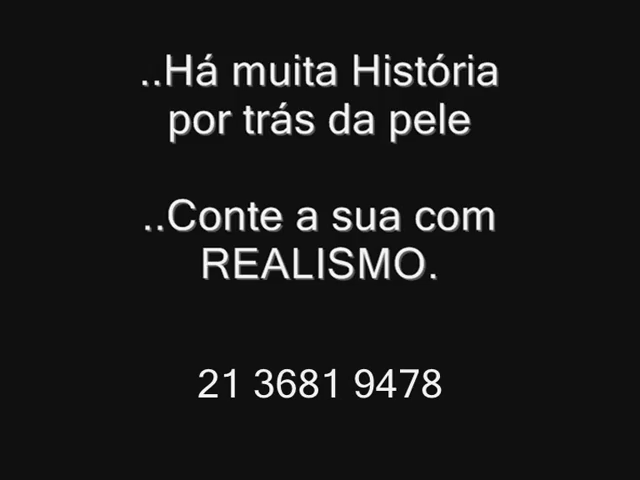 ..Há muita História
por trás da pele
..Conte a sua com
REALISMO.
21 3681 9478